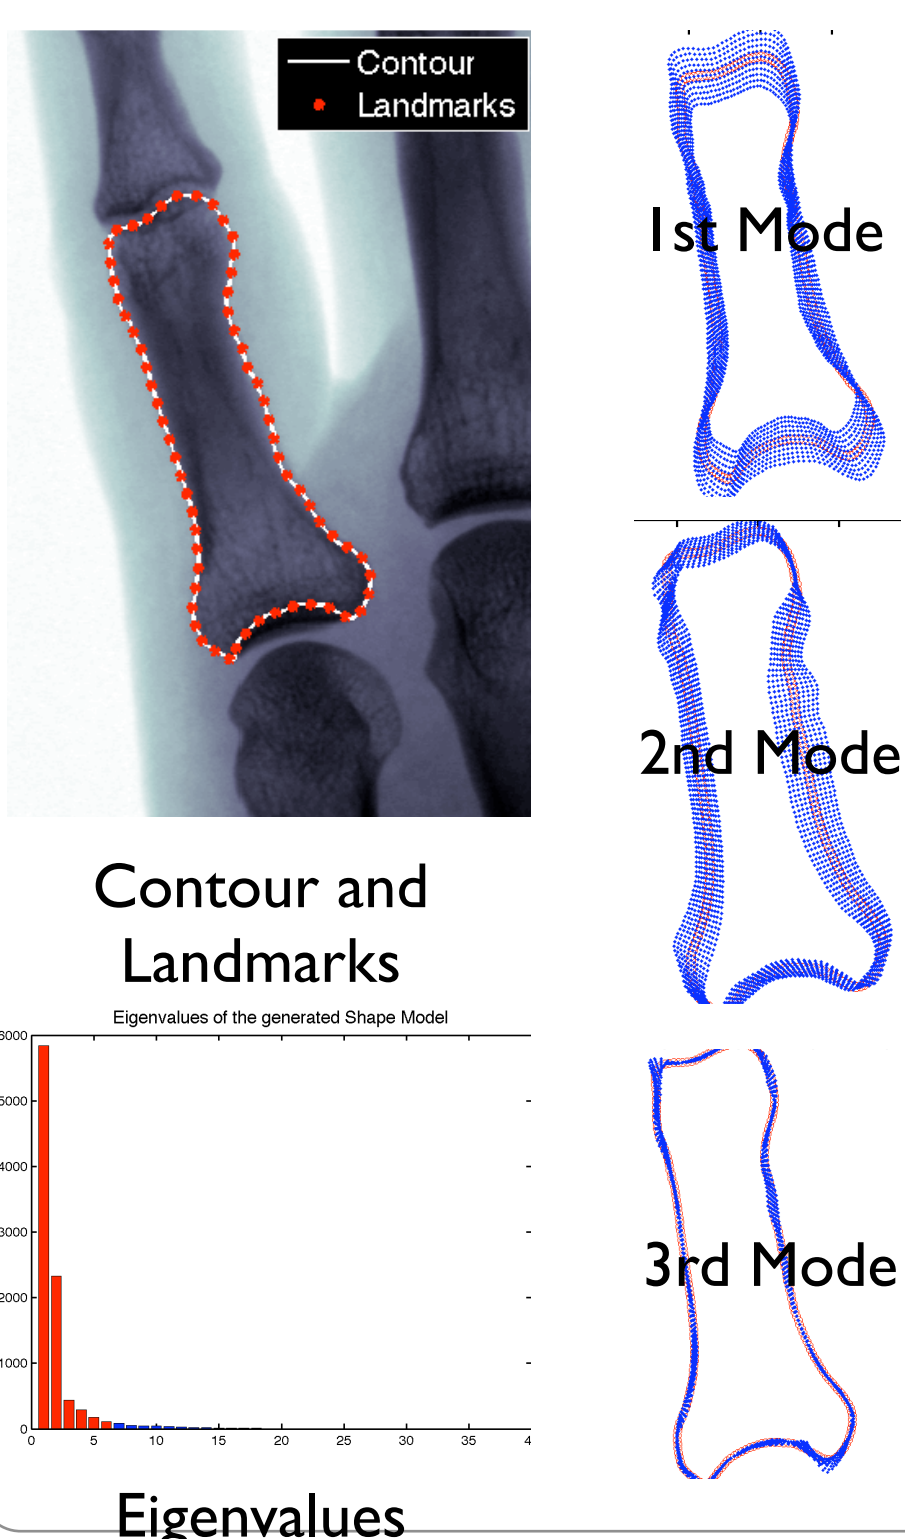 Contour
Landmarks
1st Mode
2nd Mode
Contour and
Landmarks
Eigenvalues of the generated Shape Model
6000
5000
4000
3000
2000
1000
0
0 5 10 15 20 25 30 35
3rd Mode
Eigenvalues